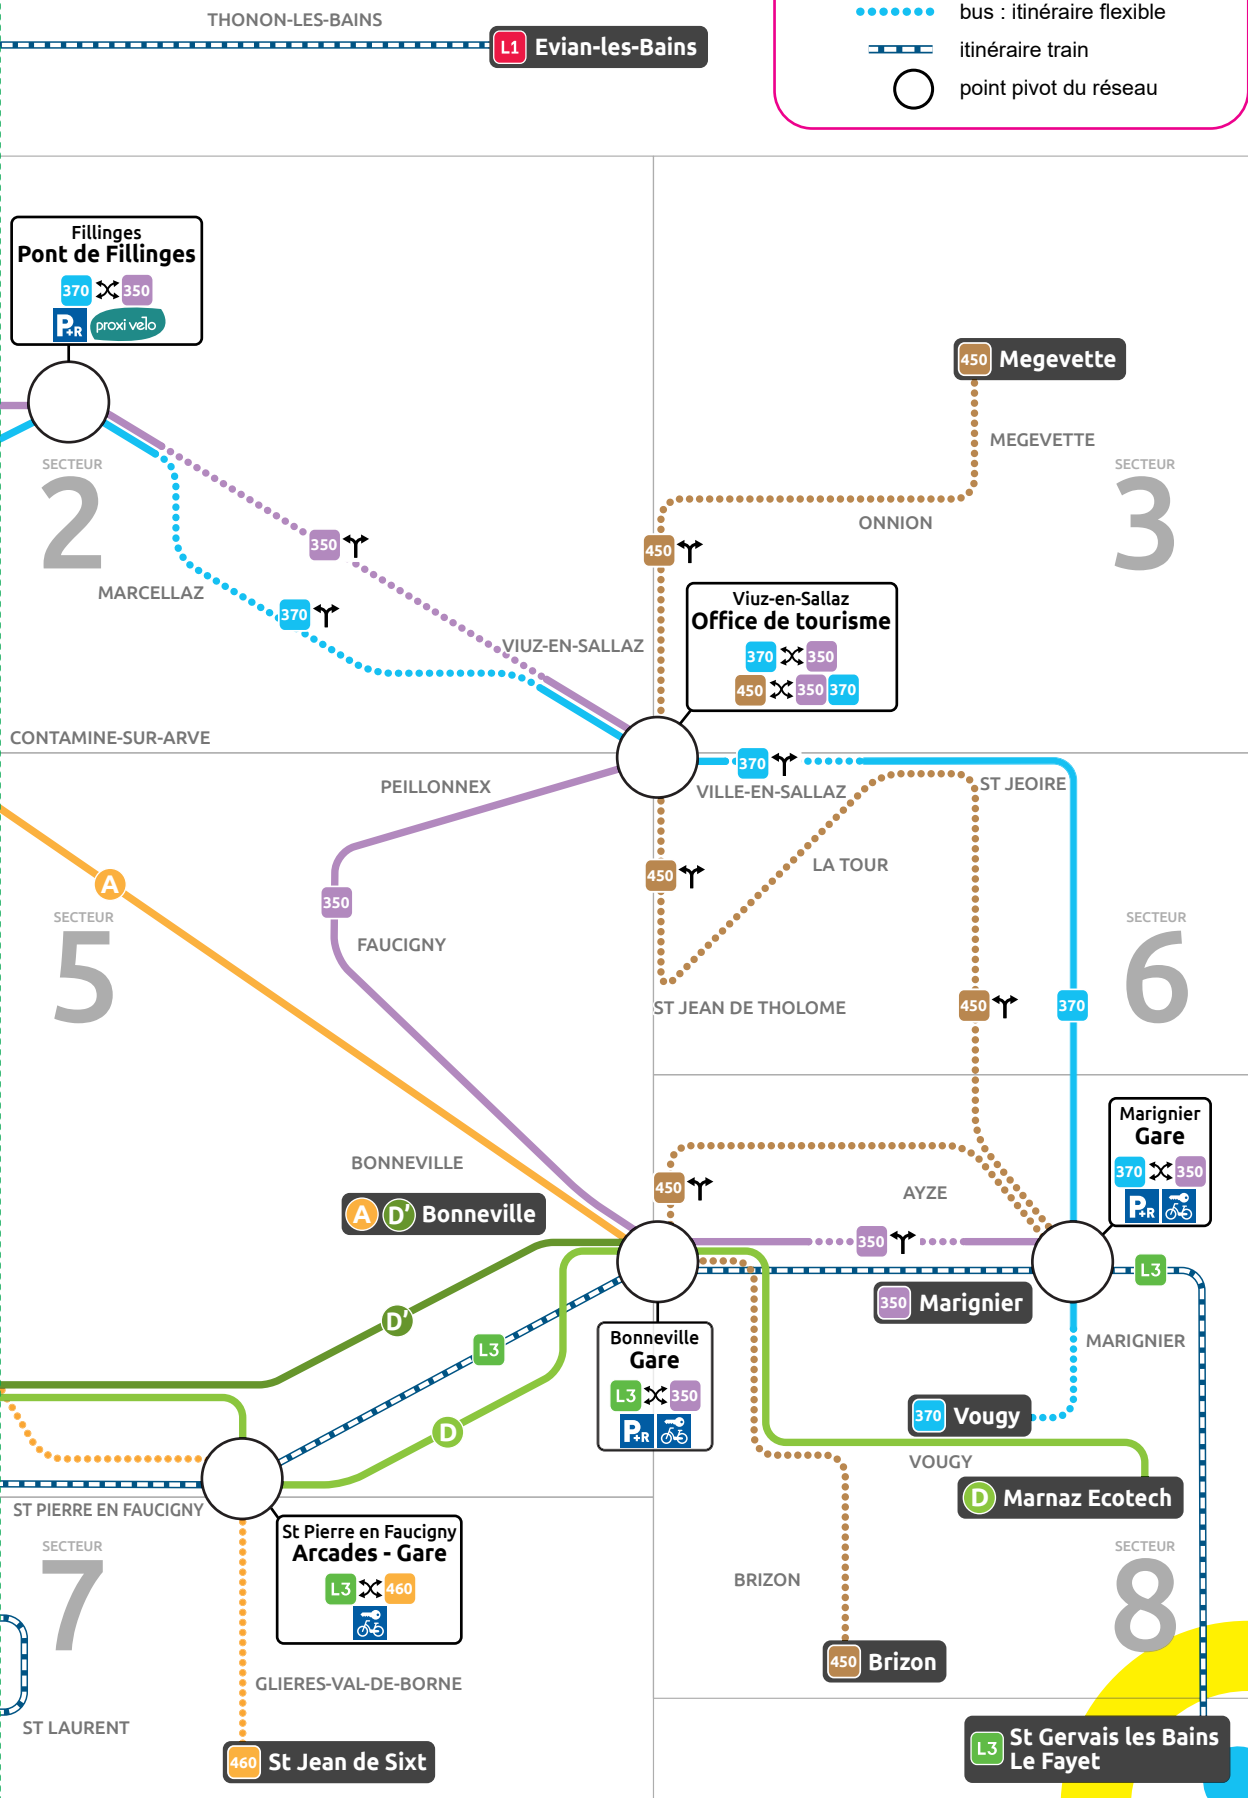 THONON-LES-BAINS
L1 Evian-les-Bains
bus : itinéraire flexible
itinéraire train
point pivot du réseau
Fillinges
Pont de Fillinges
370 350
P+R proxi vélo
450 Megevette
MEGEVETTE
SECTEUR
2
SECTEUR
3
ONNION
350
450
MARCELLAZ
370
Viuz-en-Sallaz
Office de tourisme
370 350
450 350 370
VIUZ-EN-SALLAZ
CONTAMINE-SUR-ARVE
370
PEILLONNEX
VILLE-EN-SALLAZ
ST JEOIRE
LA TOUR
A
450
350
SECTEUR
5
SECTEUR
6
FAUCIGNY
ST JEAN DE THOLOME
450
370
Marignier
Gare
370 350
P+R
BONNEVILLE
450
AYZE
A D' Bonneville
350
L3
350 Marignier
D'
MARIGNIER
Bonneville
Gare
L3 350
P+R
L3
370 Vougy
D
VOUGY
D Marnaz Ecotech
ST PIERRE EN FAUCIGNY
St Pierre en Faucigny
Arcades - Gare
L3 460
SECTEUR
7
SECTEUR
8
BRIZON
450 Brizon
GLIERES-VAL-DE-BORNE
ST LAURENT
460 St Jean de Sixt
L3 St Gervais les Bains
Le Fayet